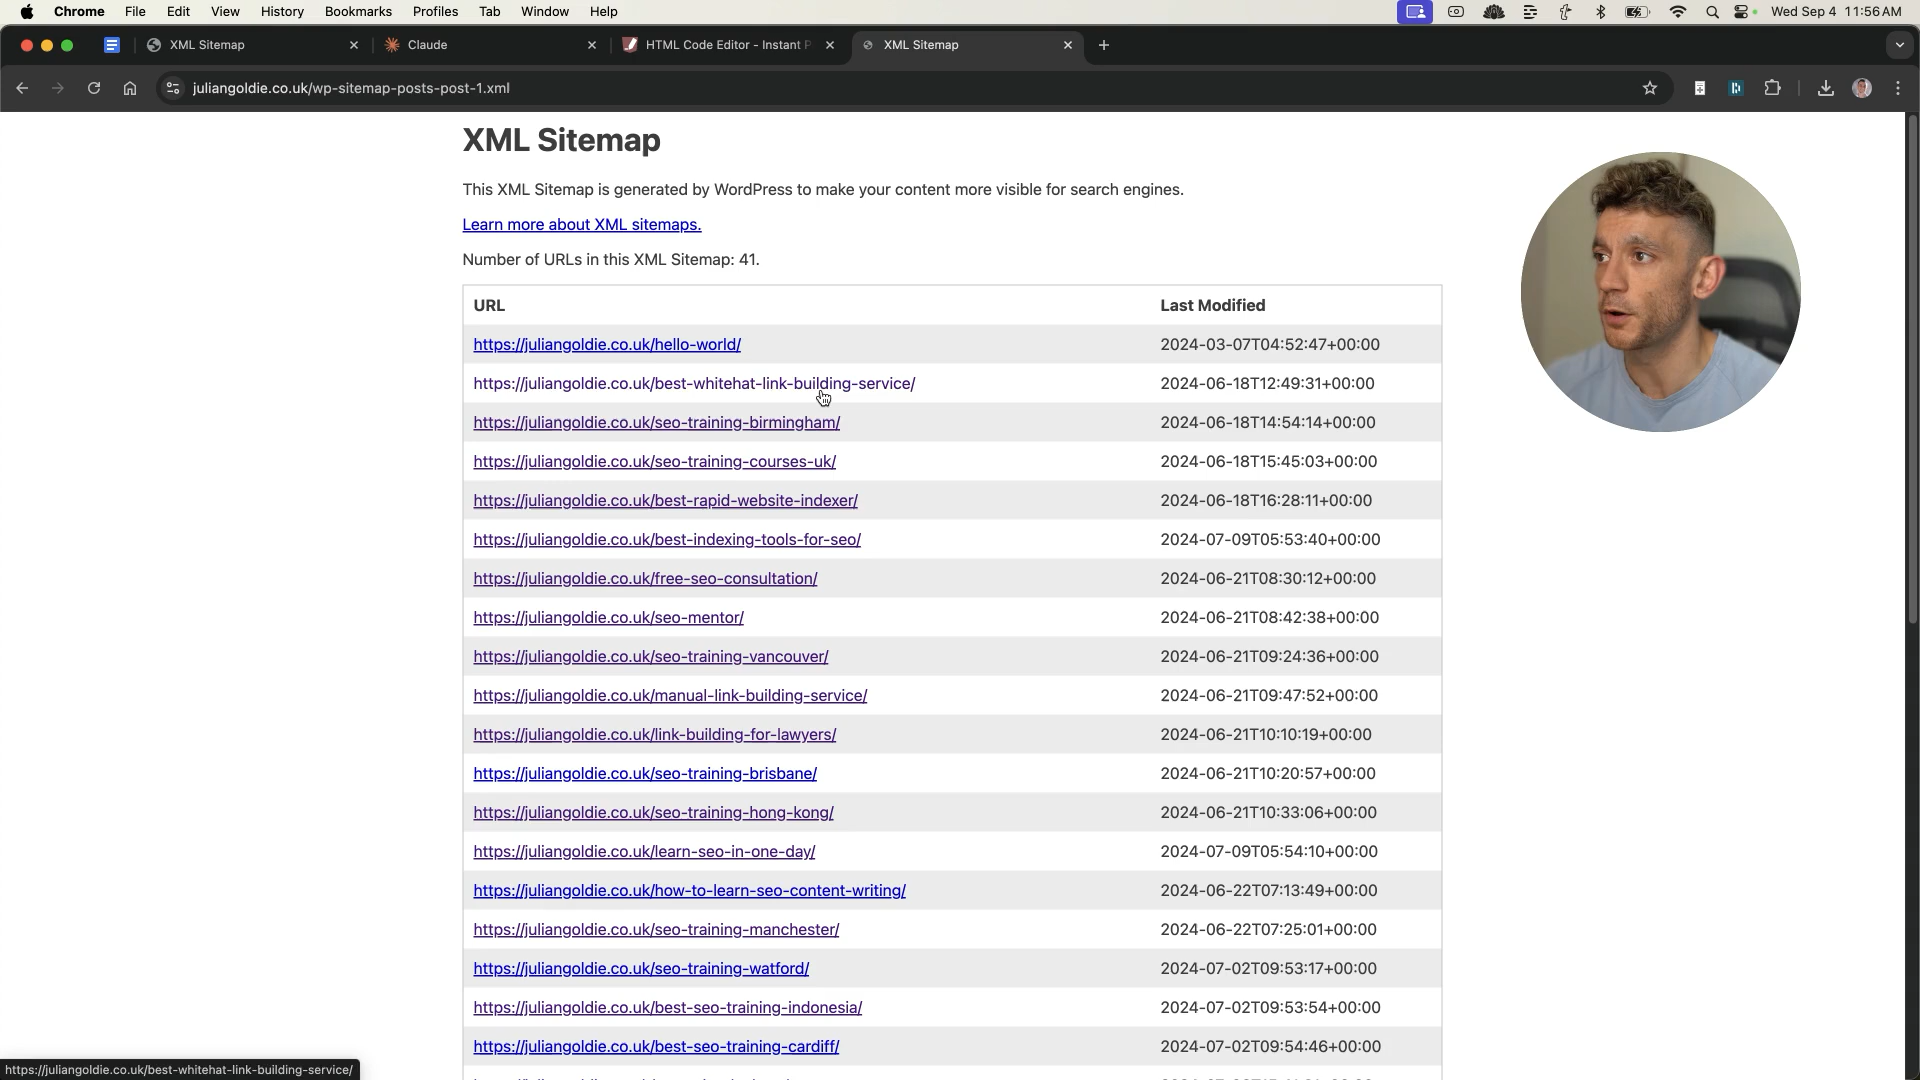 Chrome File Edit View History Bookmarks Profiles Tab Window Help Wed Sep 4 11:56 AM
XML Sitemap Claude HTML Code Editor - Instant P XML Sitemap
juliangoldie.co.uk/wp-sitemap-posts-post-1.xml
XML Sitemap
This XML Sitemap is generated by WordPress to make your content more visible for search engines.
Learn more about XML sitemaps.
Number of URLs in this XML Sitemap: 41.
URL Last Modified
https://juliangoldie.co.uk/hello-world/ 2024-03-07T04:52:47+00:00
https://juliangoldie.co.uk/best-whitehat-link-building-service/ 2024-06-18T12:49:31+00:00
https://juliangoldie.co.uk/seo-training-birmingham/ 2024-06-18T14:54:14+00:00
https://juliangoldie.co.uk/seo-training-courses-uk/ 2024-06-18T15:45:03+00:00
https://juliangoldie.co.uk/best-rapid-website-indexer/ 2024-06-18T16:28:11+00:00
https://juliangoldie.co.uk/best-indexing-tools-for-seo/ 2024-07-09T05:53:40+00:00
https://juliangoldie.co.uk/free-seo-consultation/ 2024-06-21T08:30:12+00:00
https://juliangoldie.co.uk/seo-mentor/ 2024-06-21T08:42:38+00:00
https://juliangoldie.co.uk/seo-training-vancouver/ 2024-06-21T09:24:36+00:00
https://juliangoldie.co.uk/manual-link-building-service/ 2024-06-21T09:47:52+00:00
https://juliangoldie.co.uk/link-building-for-lawyers/ 2024-06-21T10:10:19+00:00
https://juliangoldie.co.uk/seo-training-brisbane/ 2024-06-21T10:20:57+00:00
https://juliangoldie.co.uk/seo-training-hong-kong/ 2024-06-21T10:33:06+00:00
https://juliangoldie.co.uk/learn-seo-in-one-day/ 2024-07-09T05:54:10+00:00
https://juliangoldie.co.uk/how-to-learn-seo-content-writing/ 2024-06-22T07:13:49+00:00
https://juliangoldie.co.uk/seo-training-manchester/ 2024-06-22T07:25:01+00:00
https://juliangoldie.co.uk/seo-training-watford/ 2024-07-02T09:53:17+00:00
https://juliangoldie.co.uk/best-seo-training-indonesia/ 2024-07-02T09:53:54+00:00
https://juliangoldie.co.uk/best-seo-training-cardiff/ 2024-07-02T09:54:46+00:00
https://juliangoldie.co.uk/best-whitehat-link-building-service/